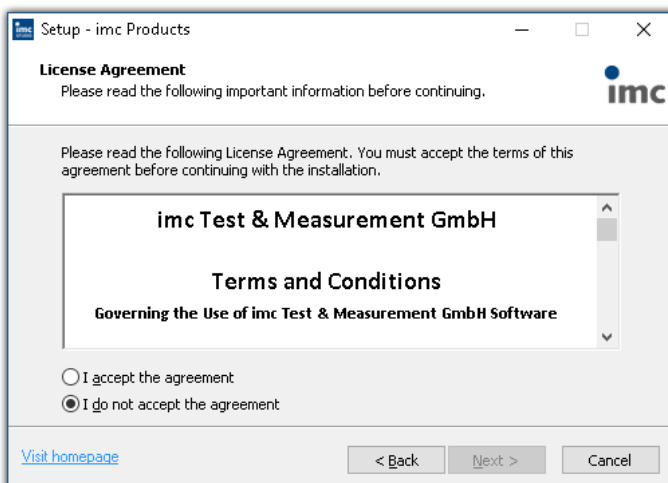 imc
STUDIO
Setup - imc Products
License Agreement
Please read the following important information before continuing.
imc
Please read the following License Agreement. You must accept the terms of this
agreement before continuing with the installation.
imc Test & Measurement GmbH
Terms and Conditions
Governing the Use of imc Test & Measurement GmbH Software
I accept the agreement
I do not accept the agreement
Visit homepage
< Back
Next >
Cancel